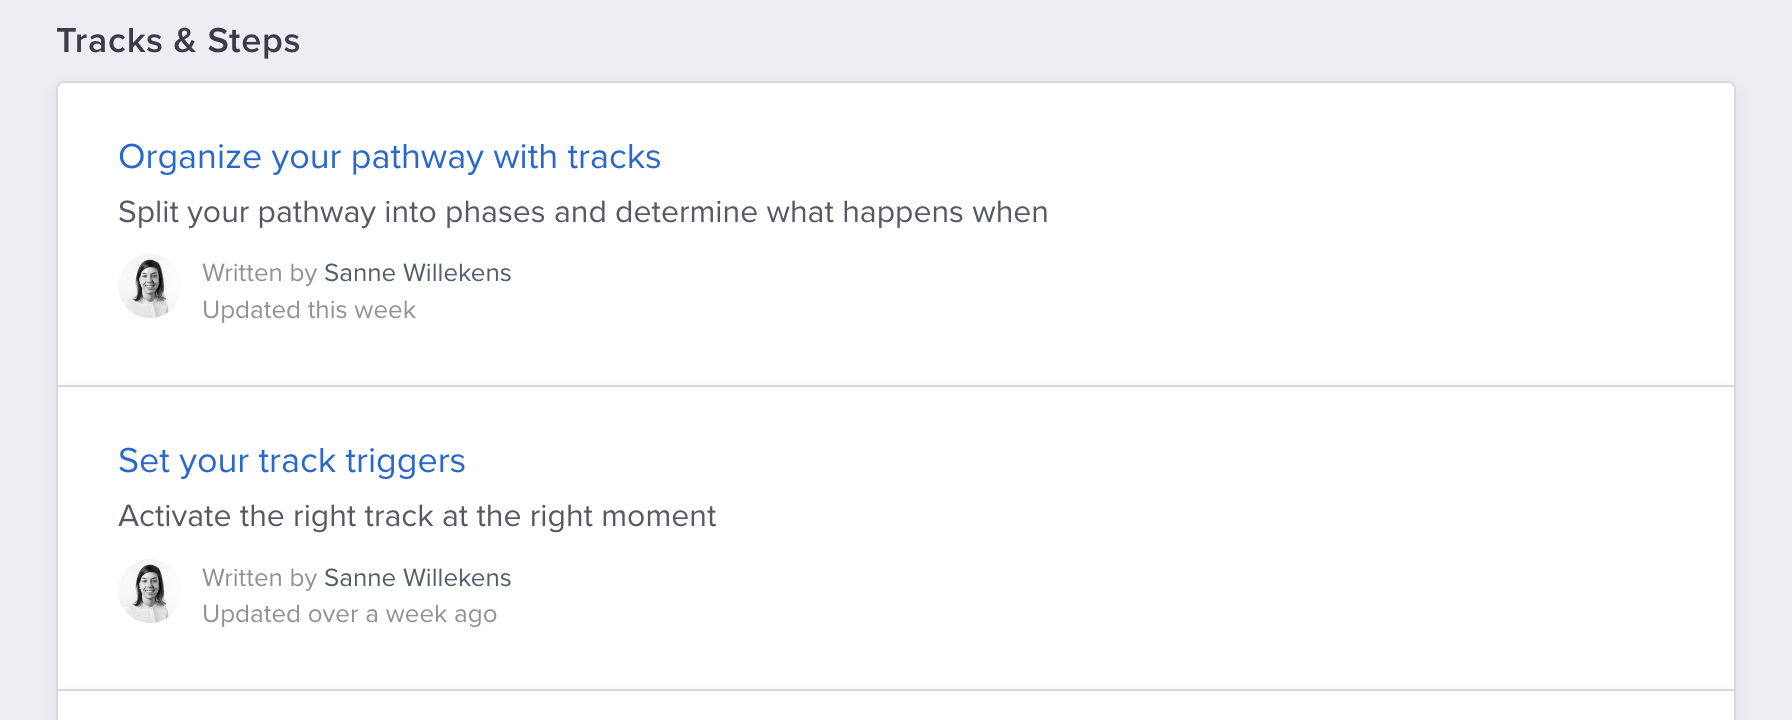 Tracks & Steps
Organize your pathway with tracks
Split your pathway into phases and determine what happens when
Written by Sanne Willekens
Updated this week
Set your track triggers
Activate the right track at the right moment
Written by Sanne Willekens
Updated over a week ago